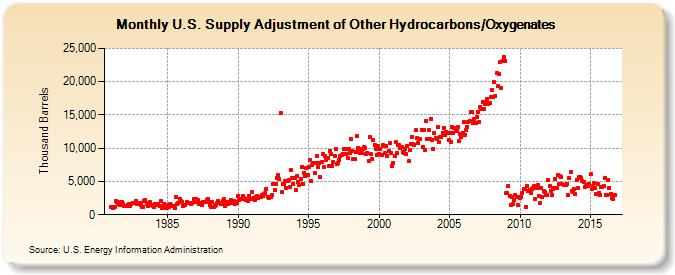 Monthly U.S. Supply Adjustment of Other Hydrocarbons/Oxygenates
Thousand Barrels
25,000
20,000
15,000
10,000
5,000
0
1985 1990 1995 2000 2005 2010 2015
Source: U.S. Energy Information Administration